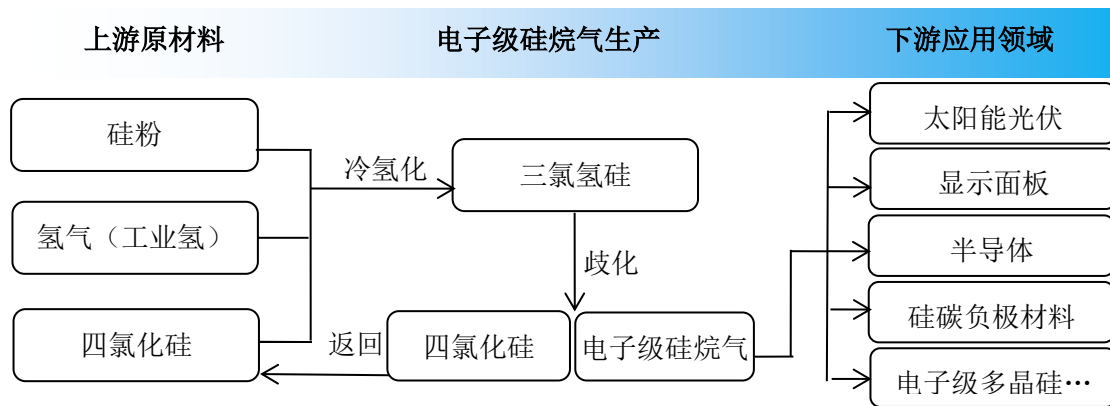 上游原材料
电子级硅烷气生产
下游应用领域
硅粉
氢气（工业氢）
四氯化硅
冷氢化
三氯氢硅
歧化
返回
四氯化硅
电子级硅烷气
太阳能光伏
显示面板
半导体
硅碳负极材料
电子级多晶硅…